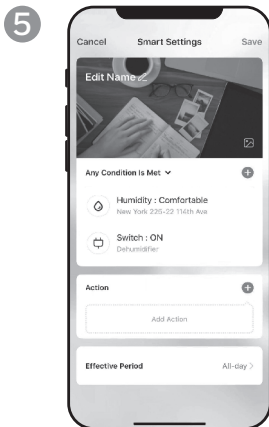 5
Cancel Smart Settings Save
Edit Name
Any Condition Is Met
Humidity : Comfortable
New York 225-22 114th Ave
Switch : ON
Dehumidifier
Action
Add Action
Effective Period All-day